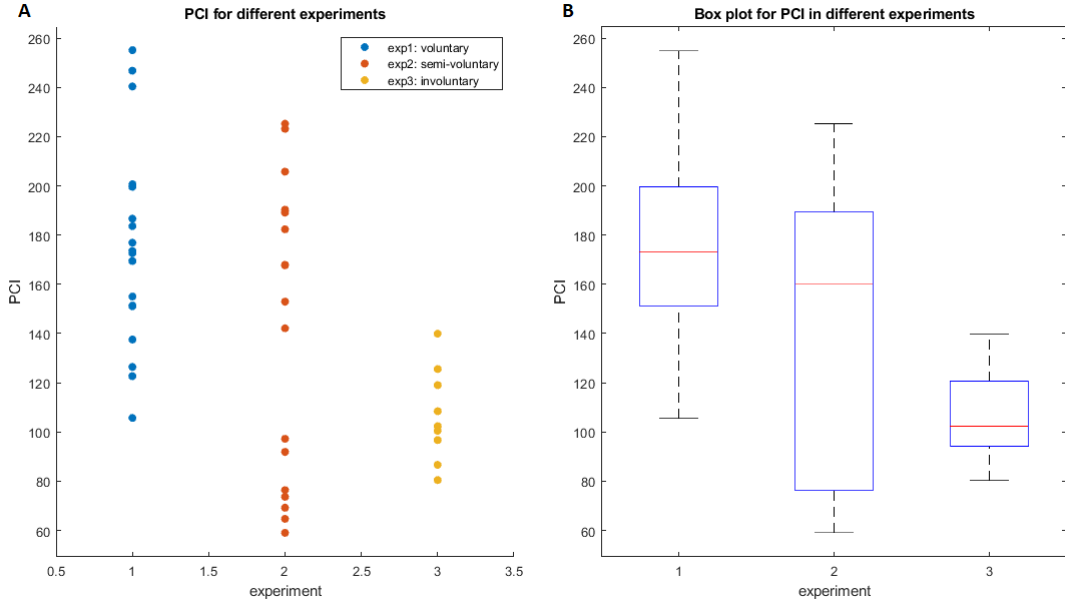 A
PCI for different experiments
260
240
220
200
180
160
140
120
100
80
60
PCI
exp1: voluntary
exp2: semi-voluntary
exp3: involuntary
0.5
1
1.5
2
2.5
3
3.5
experiment
B
Box plot for PCI in different experiments
260
240
220
200
180
160
140
120
100
80
60
PCI
1
2
3
experiment